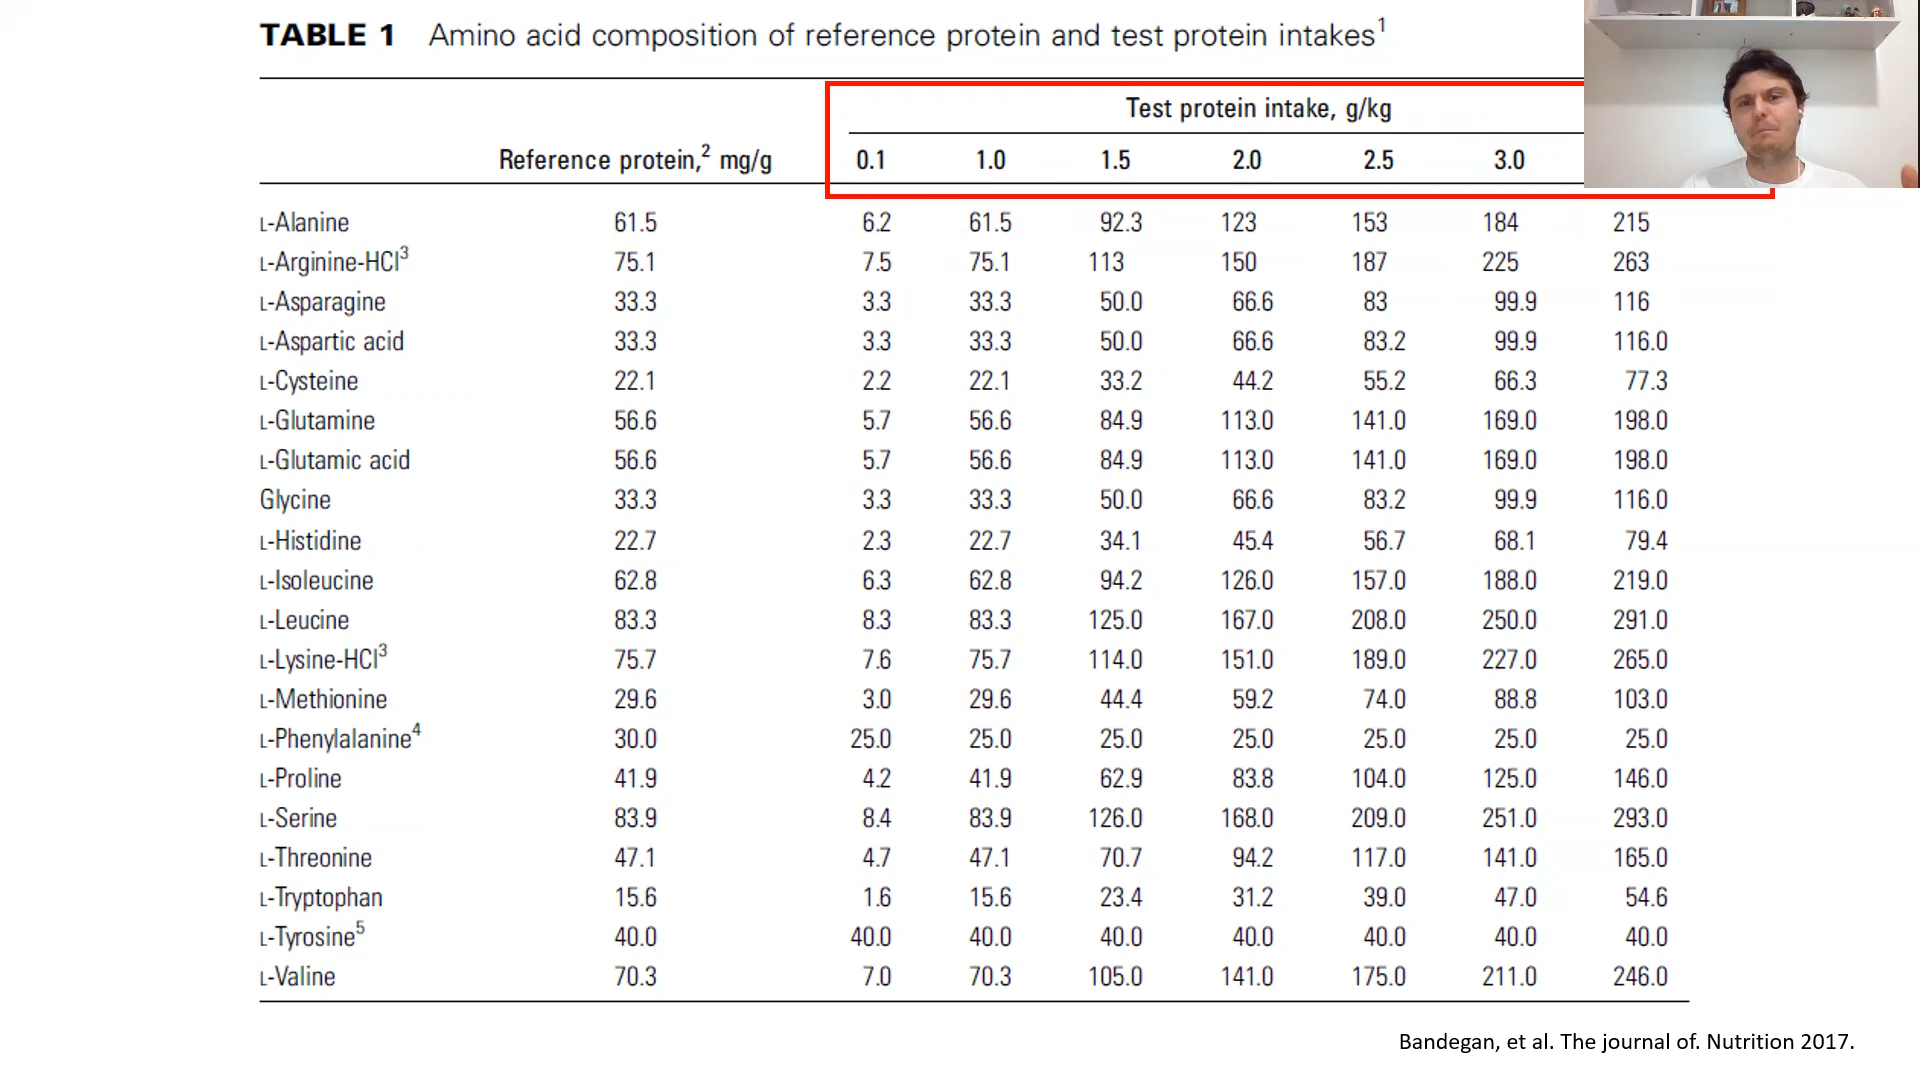 TABLE 1 Amino acid composition of reference protein and test protein intakes1
Test protein intake, g/kg
Reference protein,2 mg/g 0.1 1.0 1.5 2.0 2.5 3.0
L-Alanine 61.5 6.2 61.5 92.3 123 153 184 215
L-Arginine-HCl3 75.1 7.5 75.1 113 150 187 225 263
L-Asparagine 33.3 3.3 33.3 50.0 66.6 83 99.9 116
L-Aspartic acid 33.3 3.3 33.3 50.0 66.6 83.2 99.9 116.0
L-Cysteine 22.1 2.2 22.1 33.2 44.2 55.2 66.3 77.3
L-Glutamine 56.6 5.7 56.6 84.9 113.0 141.0 169.0 198.0
L-Glutamic acid 56.6 5.7 56.6 84.9 113.0 141.0 169.0 198.0
Glycine 33.3 3.3 33.3 50.0 66.6 83.2 99.9 116.0
L-Histidine 22.7 2.3 22.7 34.1 45.4 56.7 68.1 79.4
L-Isoleucine 62.8 6.3 62.8 94.2 126.0 157.0 188.0 219.0
L-Leucine 83.3 8.3 83.3 125.0 167.0 208.0 250.0 291.0
L-Lysine-HCl3 75.7 7.6 75.7 114.0 151.0 189.0 227.0 265.0
L-Methionine 29.6 3.0 29.6 44.4 59.2 74.0 88.8 103.0
L-Phenylalanine4 30.0 25.0 25.0 25.0 25.0 25.0 25.0 25.0
L-Proline 41.9 4.2 41.9 62.9 83.8 104.0 125.0 146.0
L-Serine 83.9 8.4 83.9 126.0 168.0 209.0 251.0 293.0
L-Threonine 47.1 4.7 47.1 70.7 94.2 117.0 141.0 165.0
L-Tryptophan 15.6 1.6 15.6 23.4 31.2 39.0 47.0 54.6
L-Tyrosine5 40.0 40.0 40.0 40.0 40.0 40.0 40.0 40.0
L-Valine 70.3 7.0 70.3 105.0 141.0 175.0 211.0 246.0
Bandegan, et al. The journal of. Nutrition 2017.